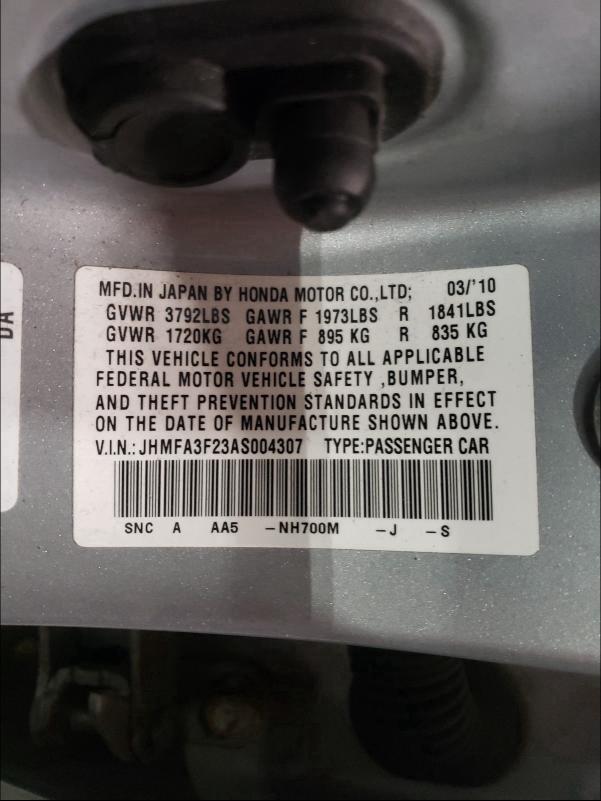 MFD.IN JAPAN BY HONDA MOTOR CO.,LTD; 03/'10
GVWR 3792LBS GAWR F 1973LBS R 1841LBS
GVWR 1720KG GAWR F 895 KG R 835 KG
THIS VEHICLE CONFORMS TO ALL APPLICABLE
FEDERAL MOTOR VEHICLE SAFETY ,BUMPER,
AND THEFT PREVENTION STANDARDS IN EFFECT
ON THE DATE OF MANUFACTURE SHOWN ABOVE.
V.I.N.: JHMFA3F23AS004307 TYPE:PASSENGER CAR
SNC A AA5 -NH700M -J -S
DA